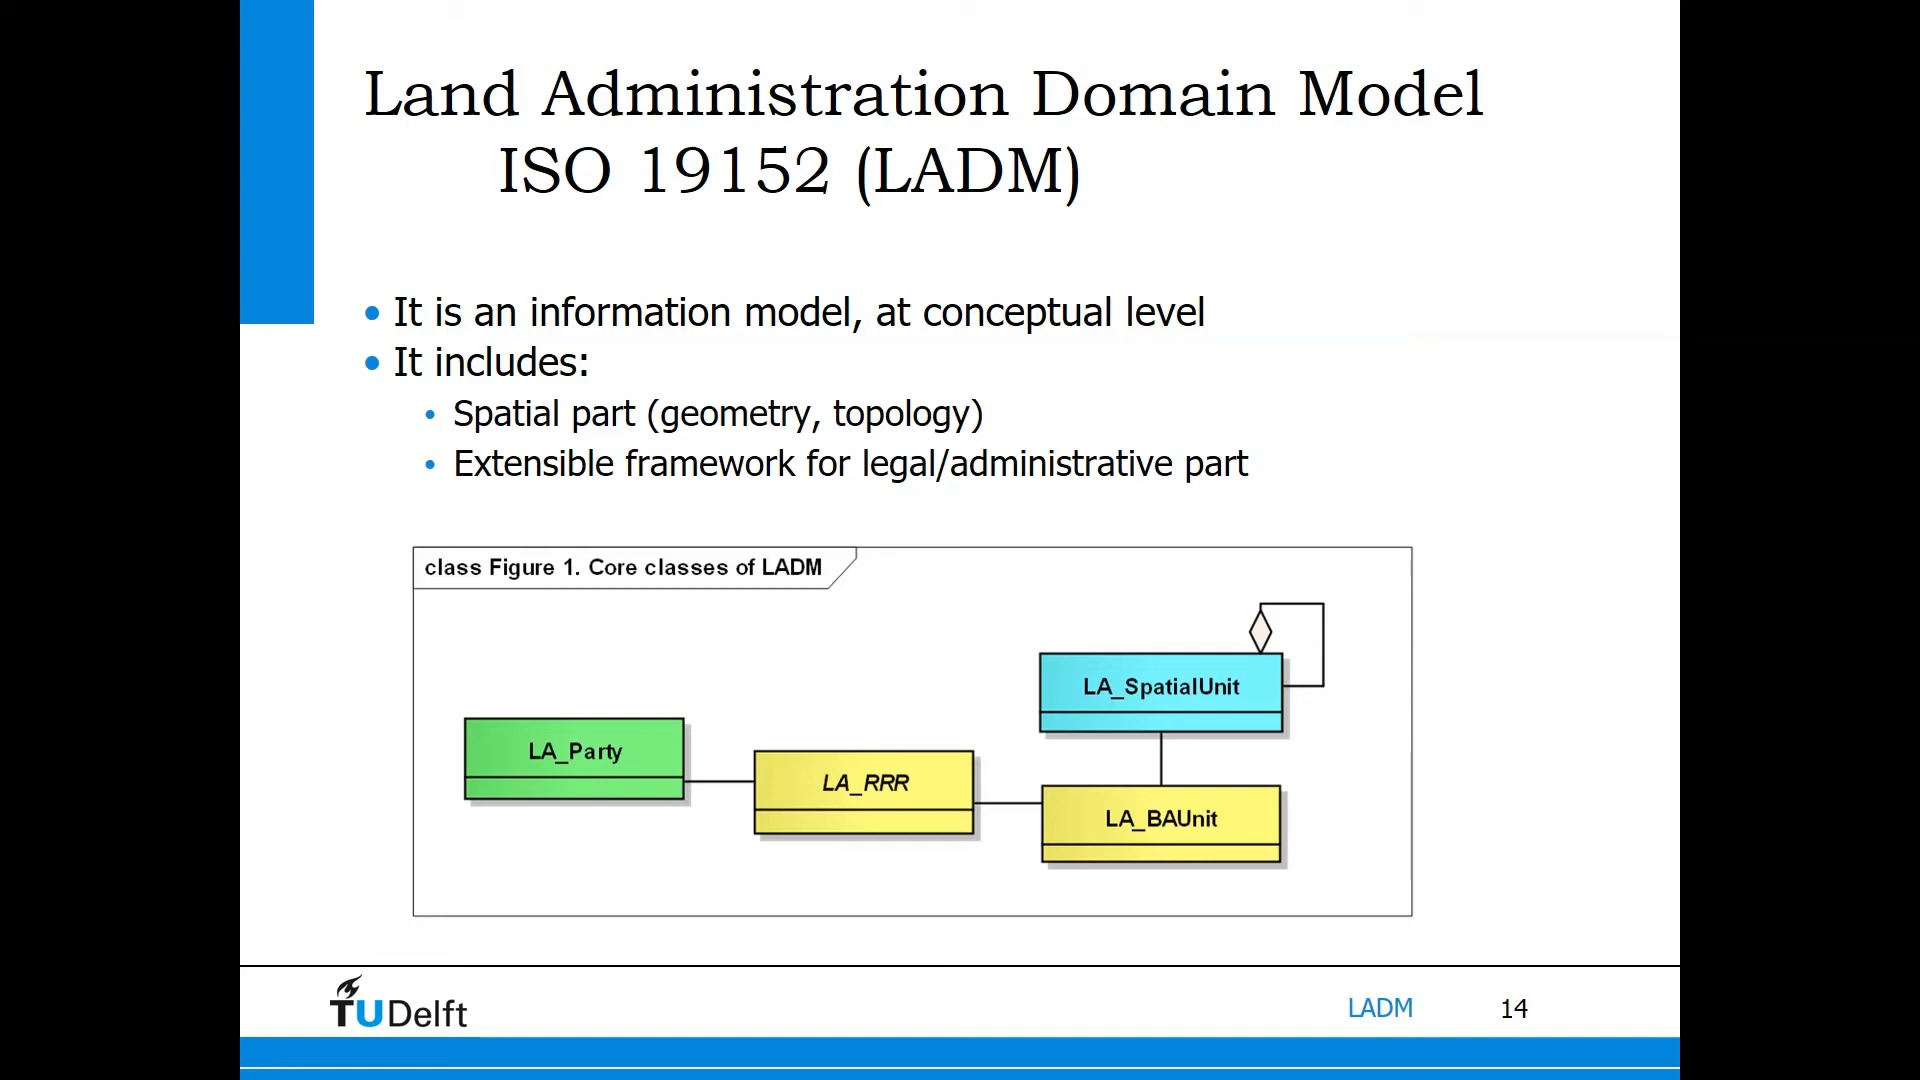 Land Administration Domain Model
ISO 19152 (LADM)
• It is an information model, at conceptual level
• It includes:
• Spatial part (geometry, topology)
• Extensible framework for legal/administrative part
class Figure 1. Core classes of LADM
LA_SpatialUnit
LA_Party
LA_RRR
LA_BAUnit
TUDelft
LADM 14